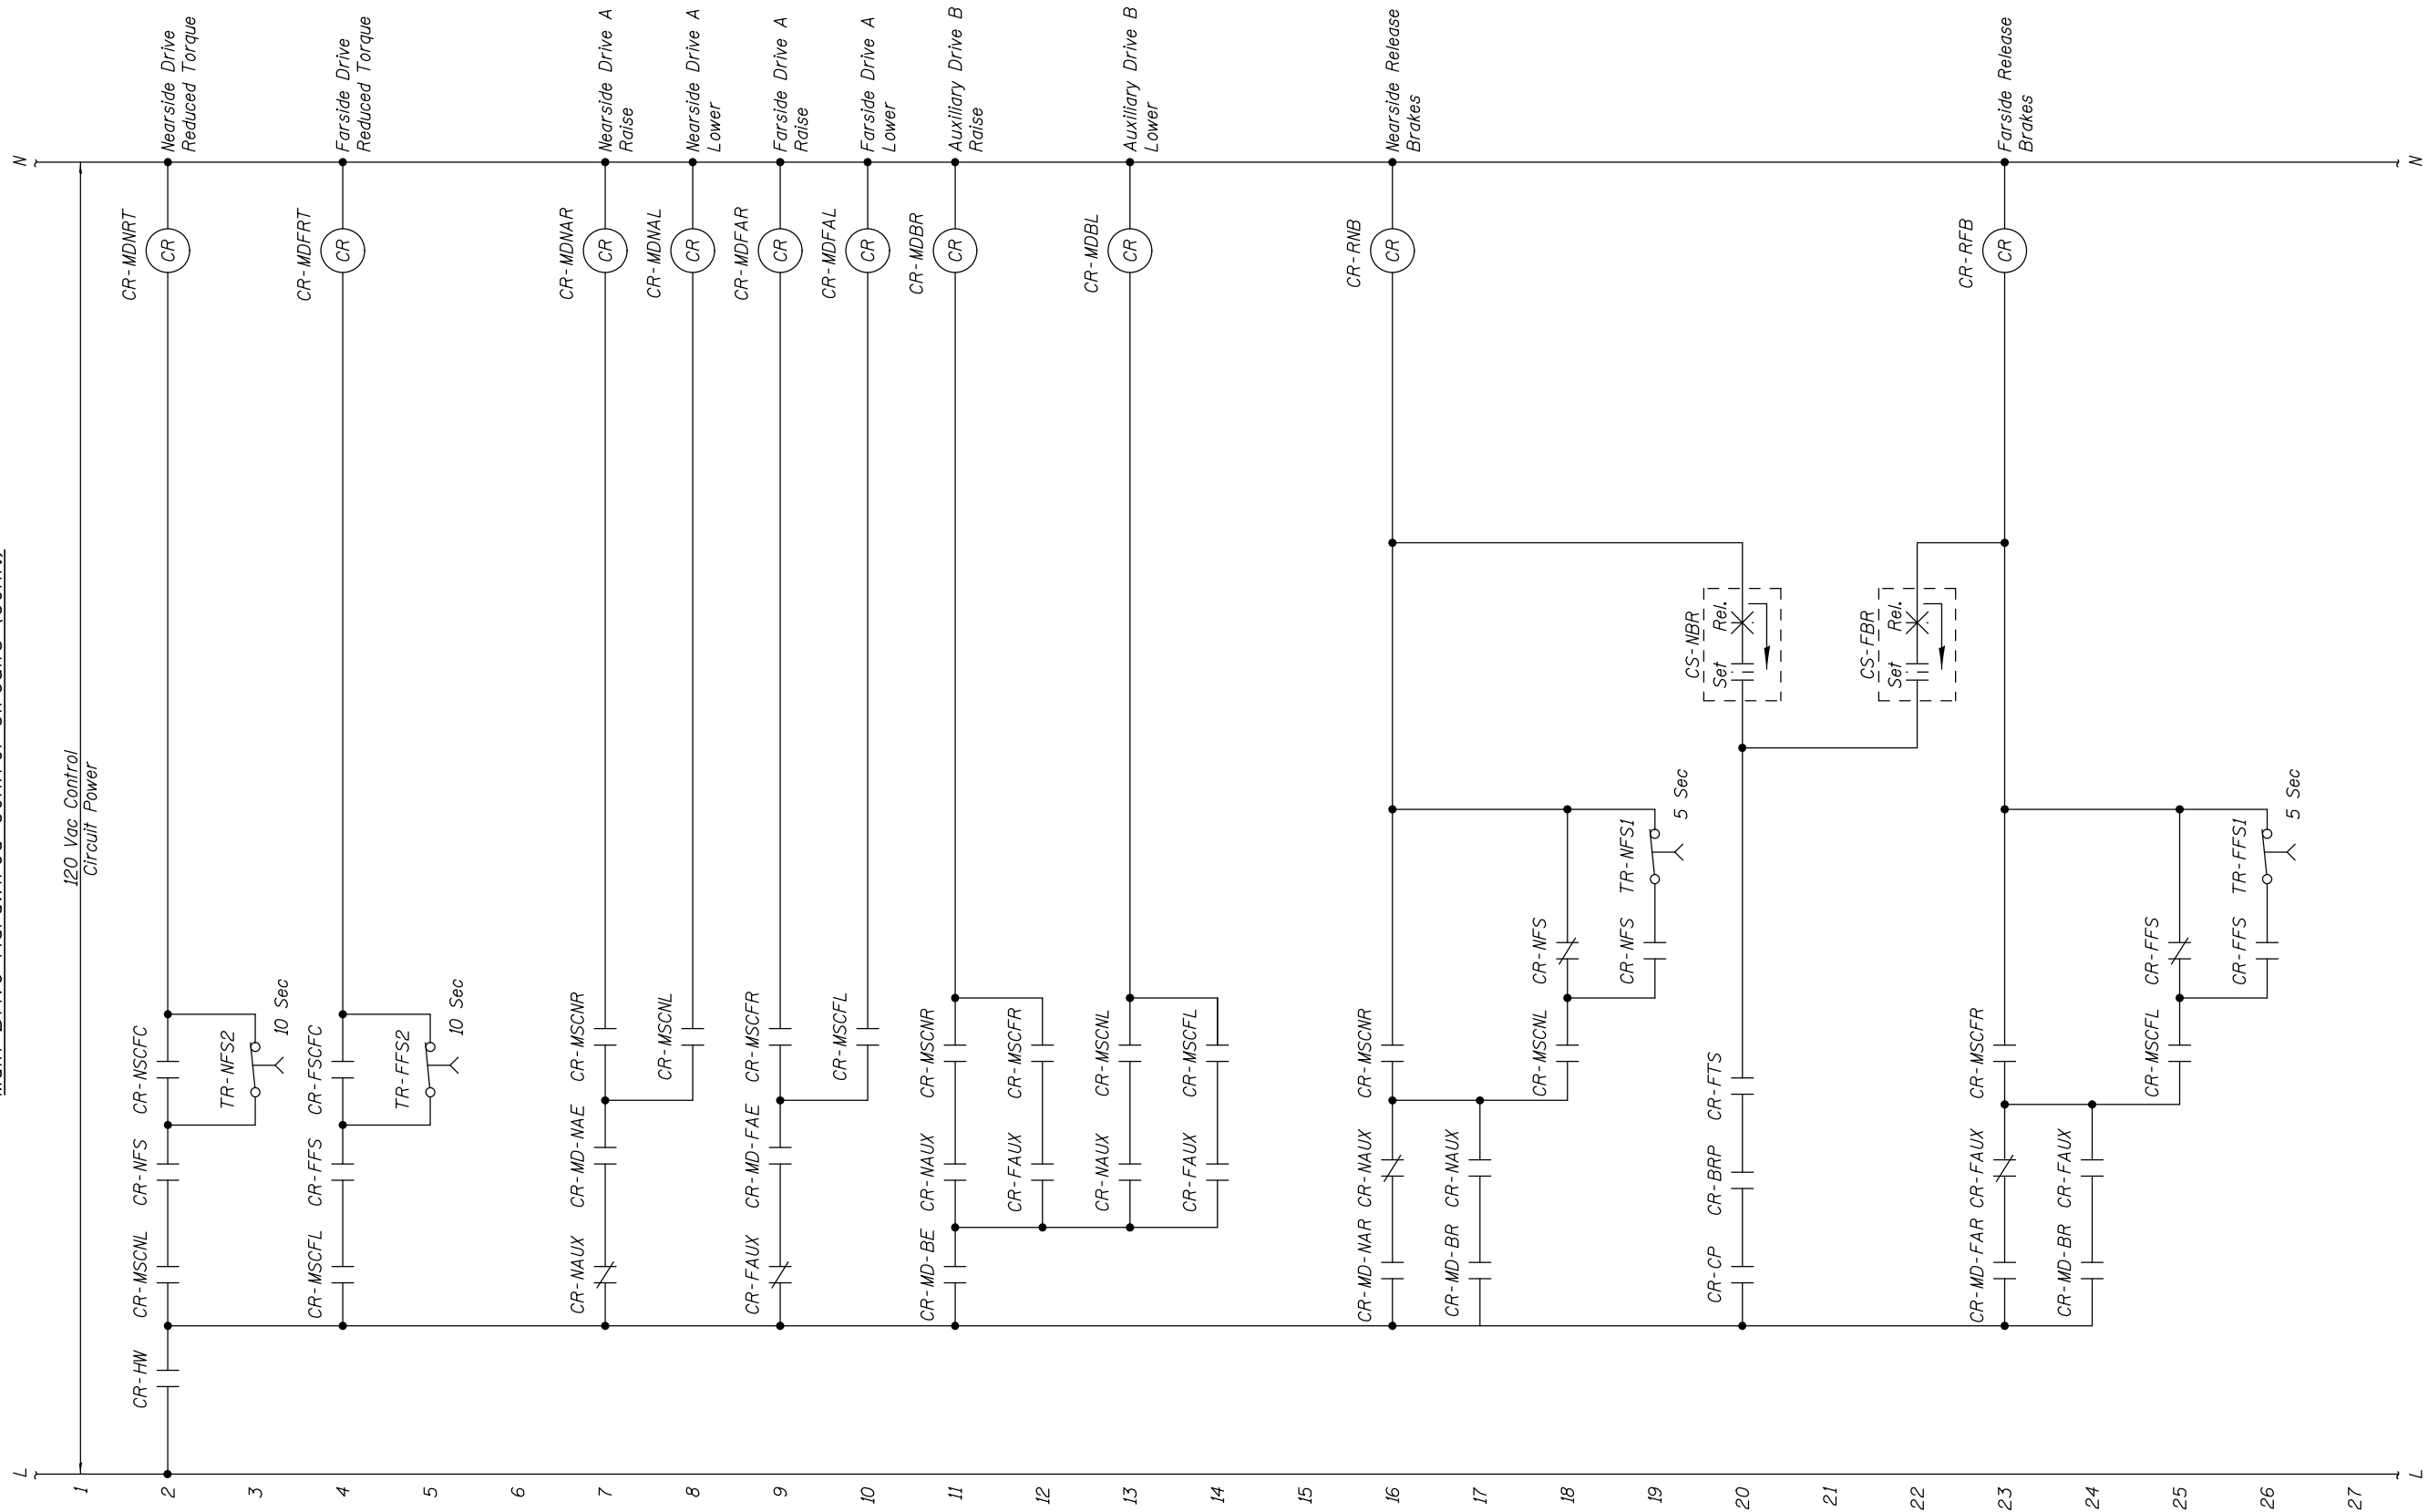 Main Drive Hardwired Control Circuits (Cont.)
L
N
1
120 Vac Control
Circuit Power
2
CR-HW
CR-MSCNL
CR-NFS
CR-NSCFC
CR-MDNRT
CR
Nearside Drive
Reduced Torque
3
TR-NFS2
10 Sec
4
CR-MSCFL
CR-FFS
CR-FSCFC
CR-MDFRT
CR
Farside Drive
Reduced Torque
5
TR-FFS2
10 Sec
6
7
CR-NAUX
CR-MD-NAE
CR-MSCNR
CR-MDNAR
CR
Nearside Drive A
Raise
8
CR-MSCNL
CR-MDNAL
CR
Nearside Drive A
Lower
9
CR-FAUX
CR-MD-FAE
CR-MSCFR
CR-MDFAR
CR
Farside Drive A
Raise
10
CR-MSCFL
CR-MDFAL
CR
Farside Drive A
Lower
11
CR-MD-BE
CR-NAUX
CR-MSCNR
CR-MDBR
CR
Auxiliary Drive B
Raise
12
CR-FAUX
CR-MSCFR
13
CR-NAUX
CR-MSCNL
CR-MDBL
CR
Auxiliary Drive B
Lower
14
CR-FAUX
CR-MSCFL
15
16
CR-MD-NAR
CR-NAUX
CR-MSCNR
CR-RNB
CR
Nearside Release
Brakes
17
CR-MD-BR
CR-NAUX
18
CR-MSCNL
CR-NFS
19
CR-NFS
TR-NFS1
5 Sec
20
CR-CP
CR-BRP
CR-FTS
CS-NBR
Set
Rel.
21
22
CS-FBR
Set
Rel.
23
CR-MD-FAR
CR-FAUX
CR-MSCFR
CR-RFB
CR
Farside Release
Brakes
24
CR-MD-BR
CR-FAUX
25
CR-MSCFL
CR-FFS
26
CR-FFS
TR-FFS1
5 Sec
27
L
N